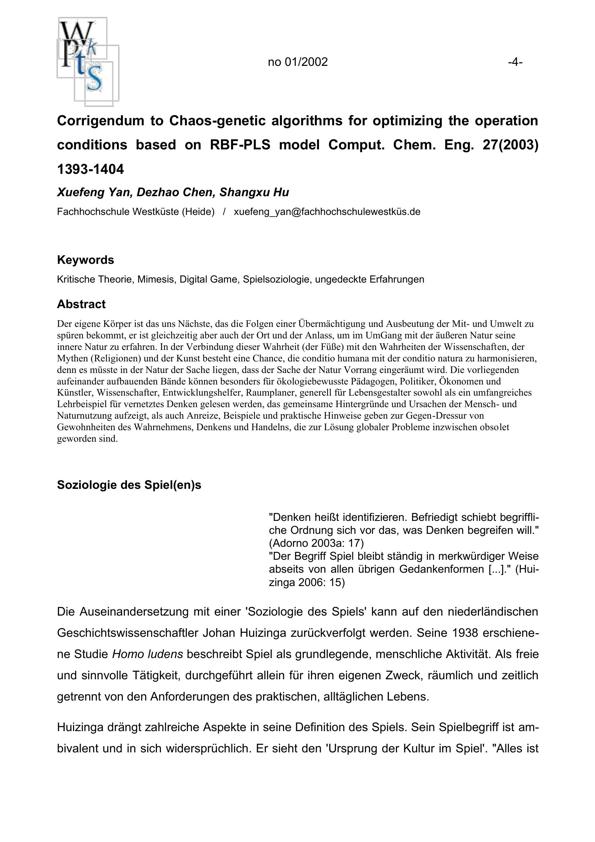 W
P k
t s
no 01/2002 -4-
Corrigendum to Chaos-genetic algorithms for optimizing the operation
conditions based on RBF-PLS model Comput. Chem. Eng. 27(2003)
1393-1404
Xuefeng Yan, Dezhao Chen, Shangxu Hu
Fachhochschule Westküste (Heide) / xuefeng_yan@fachhochschulewestküs.de
Keywords
Kritische Theorie, Mimesis, Digital Game, Spielsoziologie, ungedeckte Erfahrungen
Abstract
Der eigene Körper ist das uns Nächste, das die Folgen einer Übermächtigung und Ausbeutung der Mit- und Umwelt zu
spüren bekommt, er ist gleichzeitig aber auch der Ort und der Anlass, um im UmGang mit der äußeren Natur seine
innere Natur zu erfahren. In der Verbindung dieser Wahrheit (der Füße) mit den Wahrheiten der Wissenschaften, der
Mythen (Religionen) und der Kunst besteht eine Chance, die conditio humana mit der conditio natura zu harmonisieren,
denn es müsste in der Natur der Sache liegen, dass der Sache der Natur Vorrang eingeräumt wird. Die vorliegenden
aufeinander aufbauenden Bände können besonders für ökologiebewusste Pädagogen, Politiker, Ökonomen und
Künstler, Wissenschafter, Entwicklungshelfer, Raumplaner, generell für Lebensgestalter sowohl als ein umfangreiches
Lehrbeispiel für vernetztes Denken gelesen werden, das gemeinsame Hintergründe und Ursachen der Mensch- und
Naturnutzung aufzeigt, als auch Anreize, Beispiele und praktische Hinweise geben zur Gegen-Dressur von
Gewohnheiten des Wahrnehmens, Denkens und Handelns, die zur Lösung globaler Probleme inzwischen obsolet
geworden sind.
Soziologie des Spiel(en)s
"Denken heißt identifizieren. Befriedigt schiebt begriffli-
che Ordnung sich vor das, was Denken begreifen will."
(Adorno 2003a: 17)
"Der Begriff Spiel bleibt ständig in merkwürdiger Weise
abseits von allen übrigen Gedankenformen [...]." (Hui-
zinga 2006: 15)
Die Auseinandersetzung mit einer 'Soziologie des Spiels' kann auf den niederländischen
Geschichtswissenschaftler Johan Huizinga zurückverfolgt werden. Seine 1938 erschiene-
ne Studie Homo ludens beschreibt Spiel als grundlegende, menschliche Aktivität. Als freie
und sinnvolle Tätigkeit, durchgeführt allein für ihren eigenen Zweck, räumlich und zeitlich
getrennt von den Anforderungen des praktischen, alltäglichen Lebens.
Huizinga drängt zahlreiche Aspekte in seine Definition des Spiels. Sein Spielbegriff ist am-
bivalent und in sich widersprüchlich. Er sieht den 'Ursprung der Kultur im Spiel'. "Alles ist